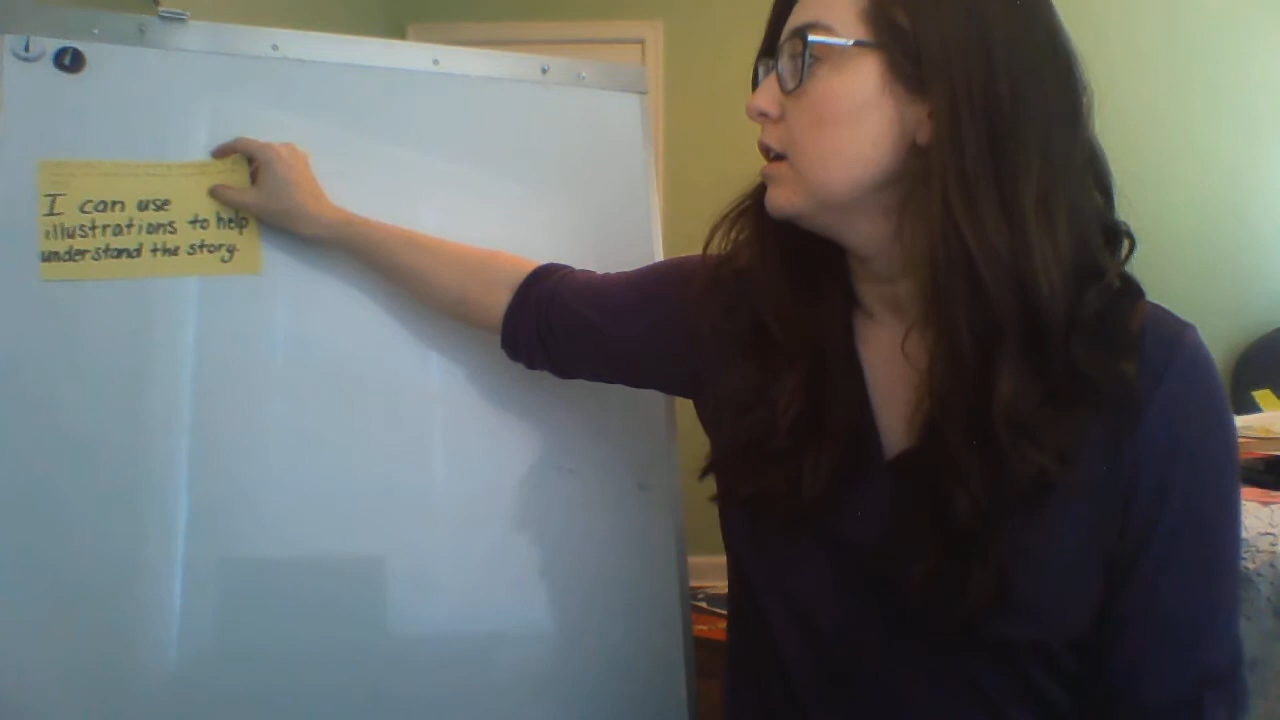 I can use
illustrations to help
understand the story.